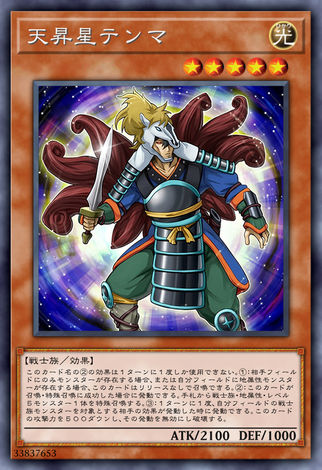 天昇星テンマ
光
【戦士族／効果】
このカード名の②の効果は１ターンに１度しか使用できない。①：相手フィール
ドにのみモンスターが存在する場合、または自分フィールドに地属性モンスタ
ーが存在する場合、このカードはリリースなしで召喚できる。②：このカードが
召喚・特殊召喚に成功した場合に発動できる。手札から戦士族・地属性・レベル
５モンスター１体を特殊召喚する。③：１ターンに１度、自分フィールドの戦士
族モンスターを対象とする相手の効果が発動した時に発動できる。このカード
の攻撃力を５００ダウンし、その発動を無効にし破壊する。
ATK/2100 DEF/1000
33837653